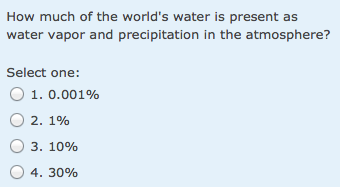 How much of the world's water is present as
water vapor and precipitation in the atmosphere?
Select one:
1. 0.001%
2. 1%
3. 10%
4. 30%